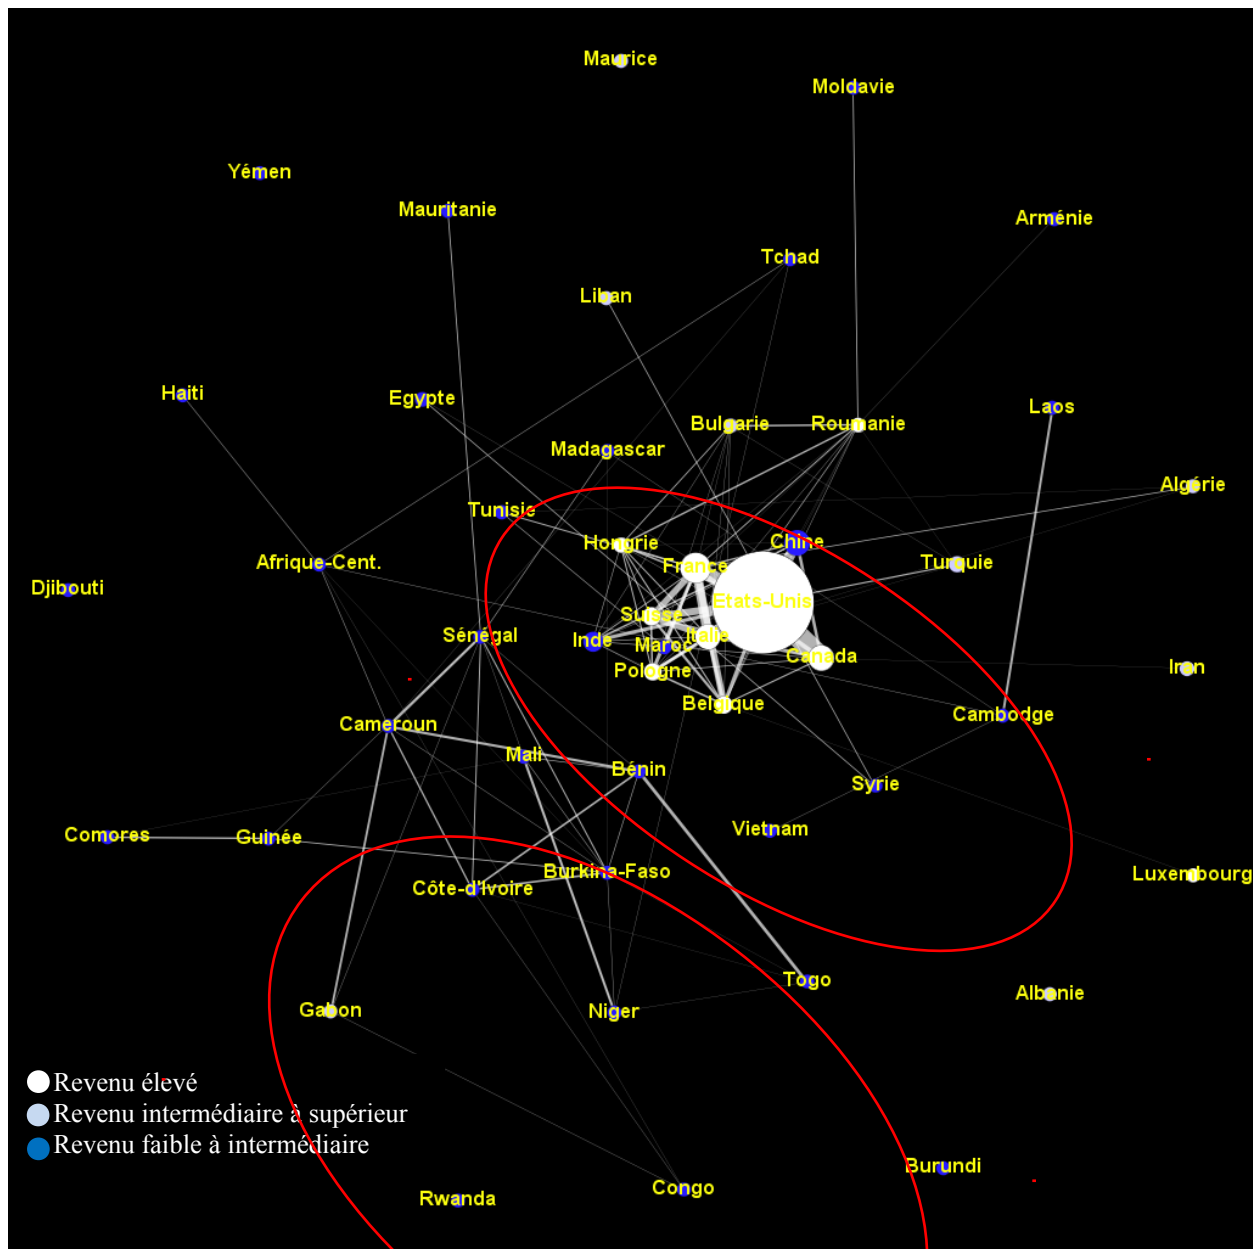 Maurice
Moldavie
Yémen
Mauritanie
Arménie
Tchad
Liban
Haiti
Egypte
Laos
Bulgarie
Roumanie
Madagascar
Algérie
Tunisie
Hongrie
Chine
Afrique-Cent.
France
Turquie
Djibouti
Etats-Unis
Suisse
Sénégal
Inde
Maroc
Italie
Canada
Pologne
Iran
Belgique
Cambodge
Cameroun
Mali
Bénin
Syrie
Vietnam
Comores
Guinée
Burkina-Faso
Luxembourg
Côte-d'Ivoire
Togo
Albanie
Gabon
Niger
Revenu élevé
Revenu intermédiaire à supérieur
Revenu faible à intermédiaire
Burundi
Congo
Rwanda